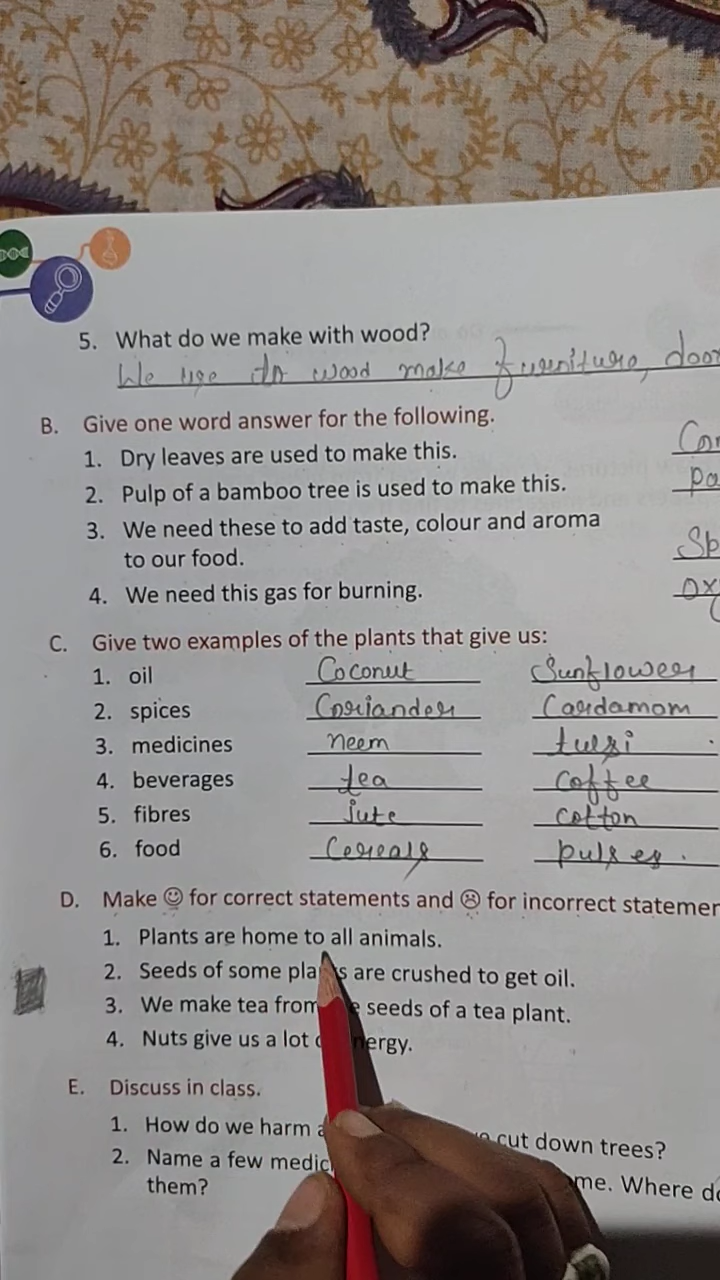 5. What do we make with wood?
We use to wood make furniture, door
B. Give one word answer for the following.
1. Dry leaves are used to make this.
2. Pulp of a bamboo tree is used to make this.
3. We need these to add taste, colour and aroma
to our food.
4. We need this gas for burning.
C. Give two examples of the plants that give us:
1. oil Coconut Sunflower
2. spices Coriander Cardamom
3. medicines neem tulsi
4. beverages tea coffee
5. fibres jute cotton
6. food Cereals pulses.
D. Make ☺ for correct statements and ☹ for incorrect statemen
1. Plants are home to all animals.
2. Seeds of some are crushed to get oil.
3. We make tea from seeds of a tea plant.
4. Nuts give us a lot
E. Discuss in class.
1. How do we harm cut down trees?
2. Name a few Where
them?